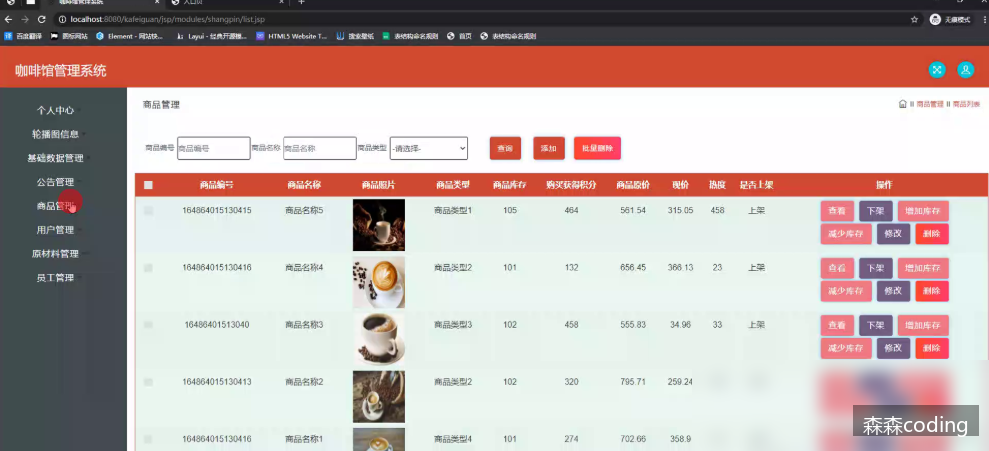 咖啡馆管理系统
入口页
localhost:8080/kafeiguan/jsp/modules/shangpin/list.jsp
无痕模式
百度翻译 图标网站 Element - 网站快... Layui - 经典开源模... HTML5 Website T... 搜索壁纸 表结构命名规则 首页 表结构命名规则
咖啡馆管理系统
个人中心
轮播图信息
基础数据管理
公告管理
商品管理
用户管理
原材料管理
员工管理
商品管理
商品管理 商品列表
商品编号 商品编号 商品名称 商品名称 商品类型 -请选择- 查询 添加 批量删除
商品编号 商品名称 商品照片 商品类型 商品库存 购买获得积分 商品原价 现价 热度 是否上架 操作
164864015130415 商品名称5 商品类型1 105 464 561.54 315.05 458 上架 查看 下架 增加库存
减少库存 修改 删除
164864015130416 商品名称4 商品类型2 101 132 656.45 366.13 23 上架 查看 下架 增加库存
减少库存 修改 删除
16486401513040 商品名称3 商品类型3 102 458 555.83 34.96 33 上架 查看 下架 增加库存
减少库存 修改 删除
164864015130413 商品名称2 商品类型2 102 320 795.71 259.24
164864015130416 商品名称1 商品类型4 101 274 702.66 358.9
森森coding